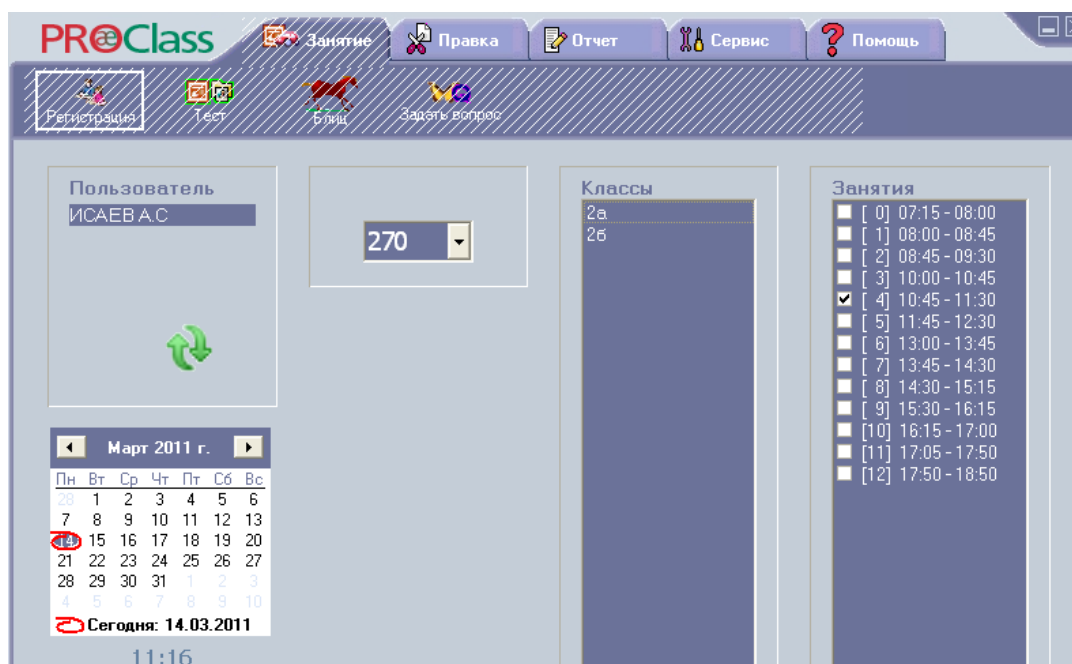 PRæClass
Занятие
Правка
Отчет
Сервис
Помощь
Регистрация
Тест
Блиц
Задать вопрос
Пользователь
ИСАЕВ А.С
270
Классы
2а
2б
Занятия
[ 0] 07:15 - 08:00
[ 1] 08:00 - 08:45
[ 2] 08:45 - 09:30
[ 3] 10:00 - 10:45
[ 4] 10:45 - 11:30
[ 5] 11:45 - 12:30
[ 6] 13:00 - 13:45
[ 7] 13:45 - 14:30
[ 8] 14:30 - 15:15
[ 9] 15:30 - 16:15
[10] 16:15 - 17:00
[11] 17:05 - 17:50
[12] 17:50 - 18:50
Март 2011 г.
Пн Вт Ср Чт Пт Сб Вс
28 1 2 3 4 5 6
7 8 9 10 11 12 13
14 15 16 17 18 19 20
21 22 23 24 25 26 27
28 29 30 31 1 2 3
4 5 6 7 8 9 10
Сегодня: 14.03.2011
11:16